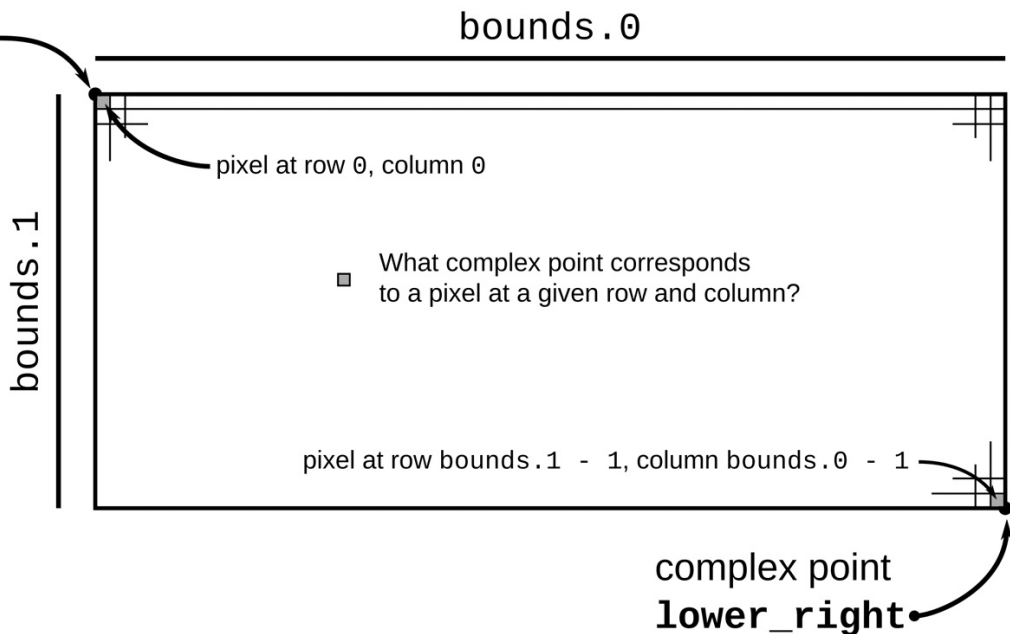 bounds.0
bounds.1
pixel at row 0, column 0
What complex point corresponds
to a pixel at a given row and column?
pixel at row bounds.1 - 1, column bounds.0 - 1
complex point
lower_right